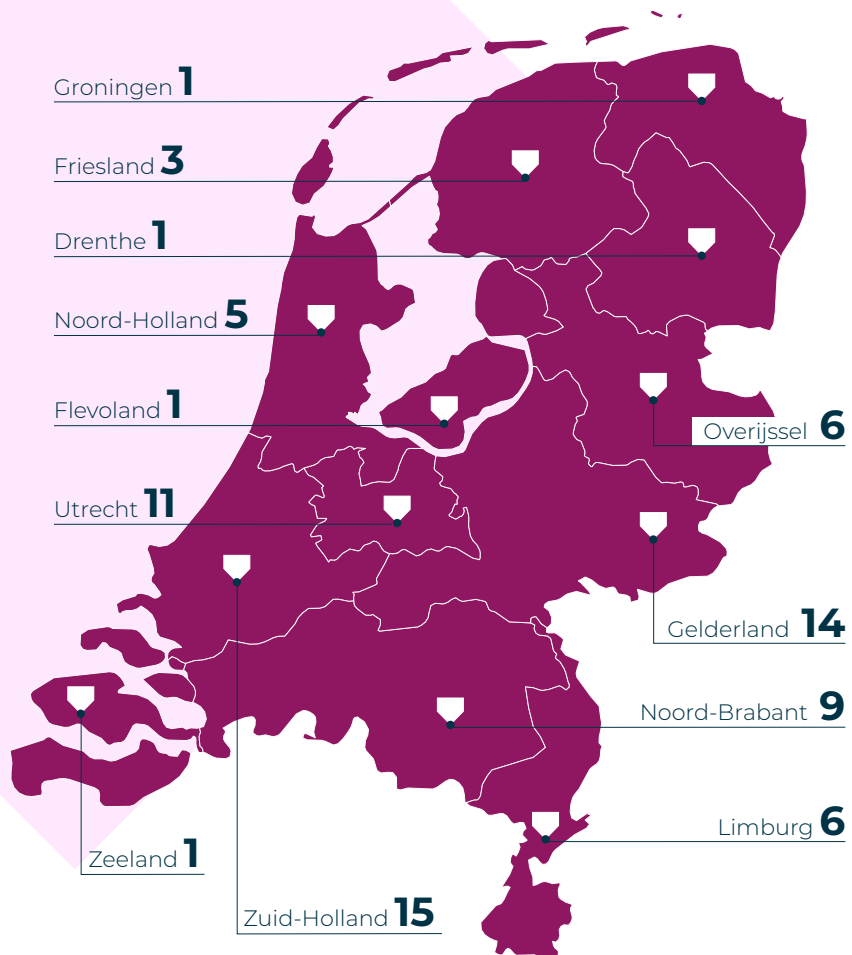 Groningen 1
Friesland 3
Drenthe 1
Noord-Holland 5
Flevoland 1
Overijssel 6
Utrecht 11
Gelderland 14
Noord-Brabant 9
Limburg 6
Zeeland 1
Zuid-Holland 15